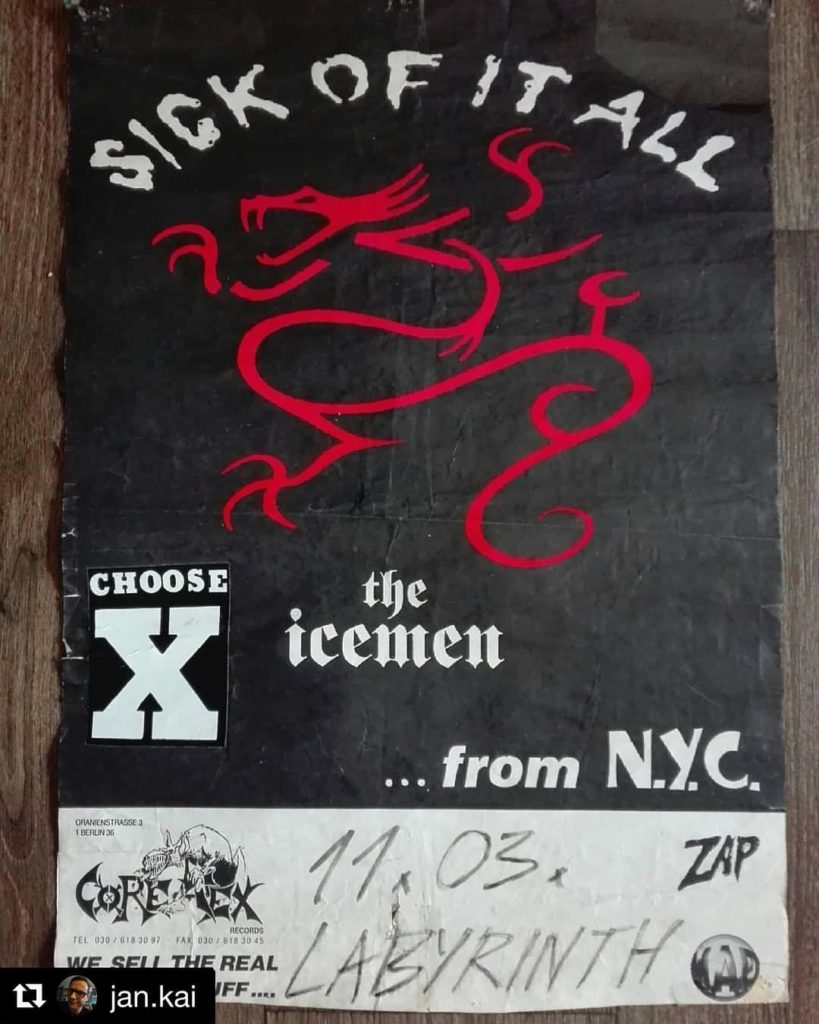 SICK OF IT ALL
CHOOSE
X
the
icemen
... from N.Y.C.
ORANIENSTRASSE 3
1 BERLIN 36
CORE TEX
RECORDS
TEL 030 / 618 30 97 - FAX 030 / 618 30 45
WE SELL THE REAL
11. 03.
LABYRINTH
ZAP
jan.kai